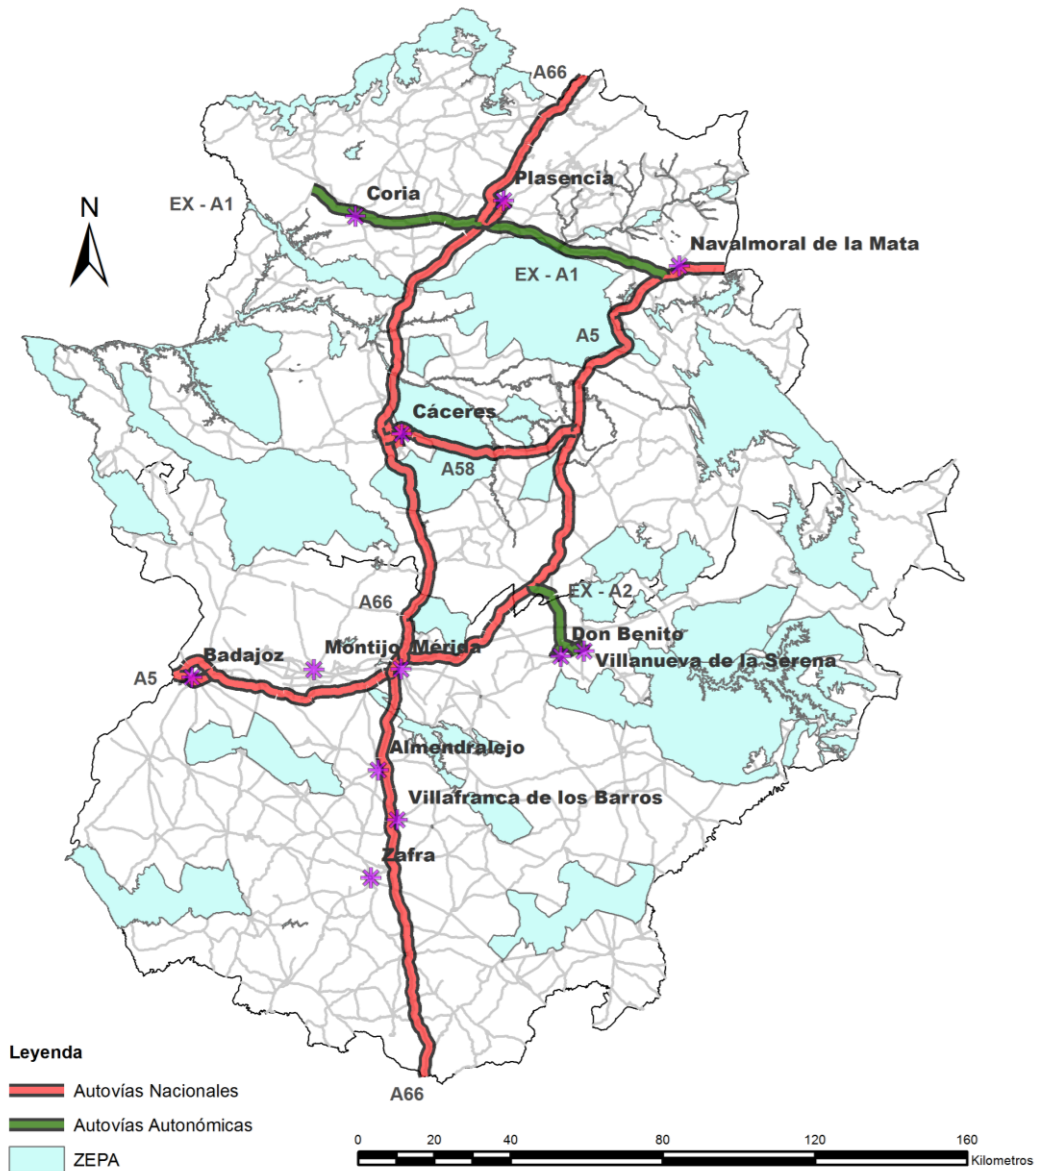 A66
Plasencia
Coria
EX - A1
N
Navalmoral de la Mata
EX - A1
A5
Cáceres
A58
A66
EX - A2
Don Benito
Montijo
Mérida
Badajoz
Villanueva de la Serena
A5
Almendralejo
Villafranca de los Barros
Zafra
Leyenda
Autovías Nacionales
A66
Autovías Autonómicas
ZEPA
0 20 40 80 120 160
Kilometros